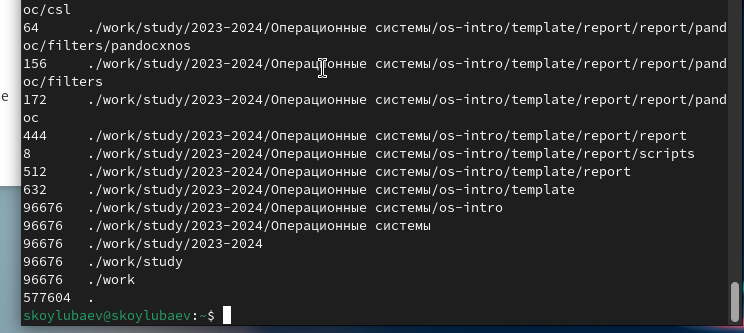 oc/csl
64      ./work/study/2023-2024/Операционные системы/os-intro/template/report/report/pand
oc/filters/pandocxnos
156     ./work/study/2023-2024/Операционные системы/os-intro/template/report/report/pand
oc/filters
172     ./work/study/2023-2024/Операционные системы/os-intro/template/report/report/pand
oc
444     ./work/study/2023-2024/Операционные системы/os-intro/template/report/report
8       ./work/study/2023-2024/Операционные системы/os-intro/template/report/scripts
512     ./work/study/2023-2024/Операционные системы/os-intro/template/report
632     ./work/study/2023-2024/Операционные системы/os-intro/template
96676   ./work/study/2023-2024/Операционные системы/os-intro
96676   ./work/study/2023-2024/Операционные системы
96676   ./work/study/2023-2024
96676   ./work/study
96676   ./work
577604  .
skoylubaev@skoylubaev:~$
е